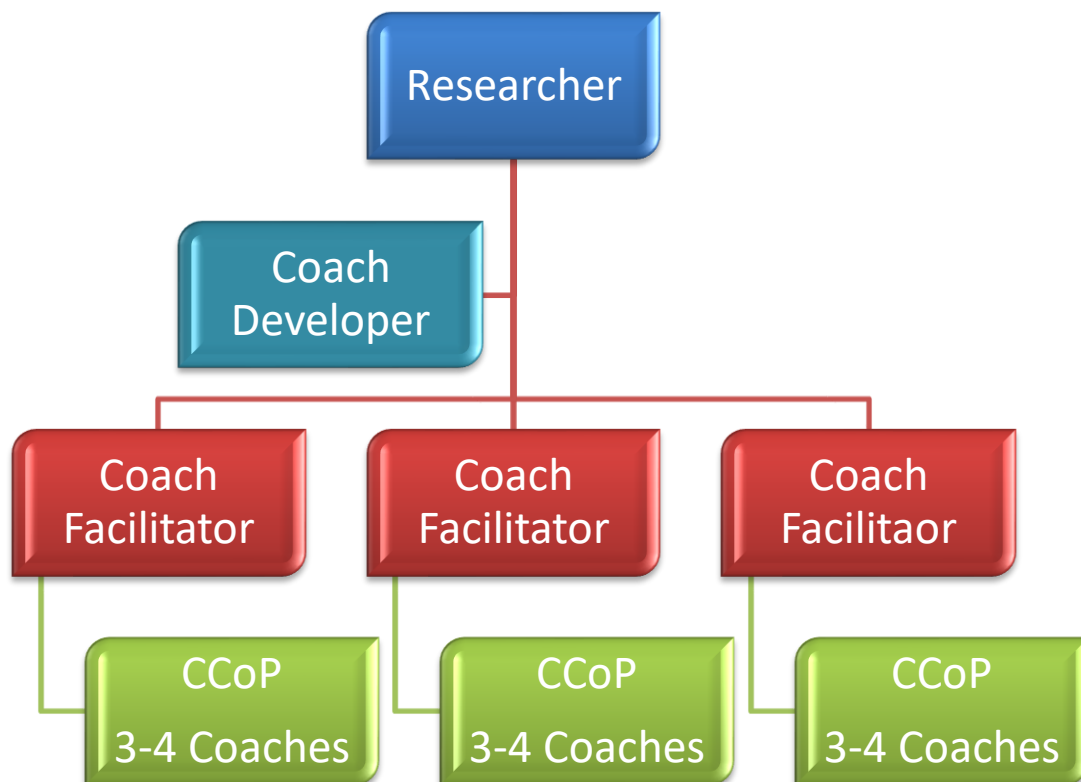 Researcher
Coach
Developer
Coach
Facilitator
Coach
Facilitator
Coach
Facilitaor
CCoP
3-4 Coaches
CCoP
3-4 Coaches
CCoP
3-4 Coaches